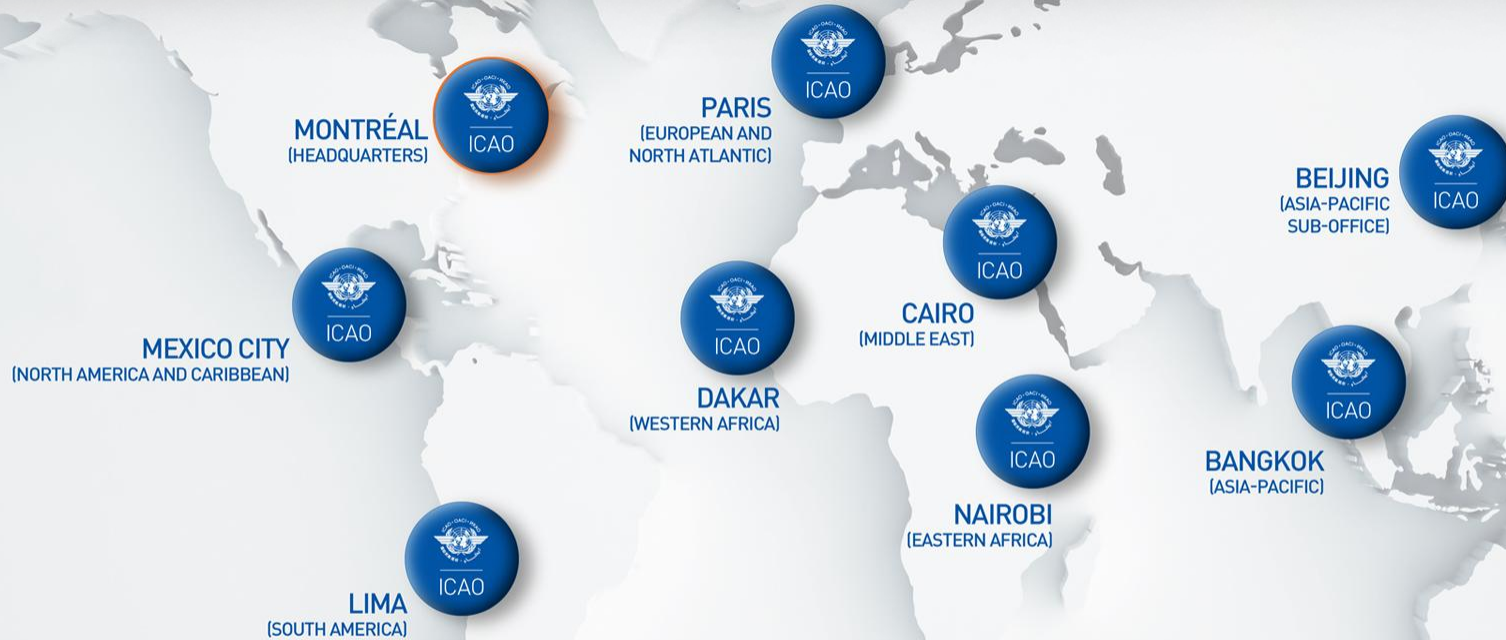 MONTRÉAL
(HEADQUARTERS)
ICAO
PARIS
(EUROPEAN AND
NORTH ATLANTIC)
ICAO
BEIJING
(ASIA-PACIFIC
SUB-OFFICE)
ICAO
MEXICO CITY
(NORTH AMERICA AND CARIBBEAN)
ICAO
DAKAR
(WESTERN AFRICA)
ICAO
CAIRO
(MIDDLE EAST)
ICAO
NAIROBI
(EASTERN AFRICA)
ICAO
BANGKOK
(ASIA-PACIFIC)
ICAO
LIMA
(SOUTH AMERICA)
ICAO